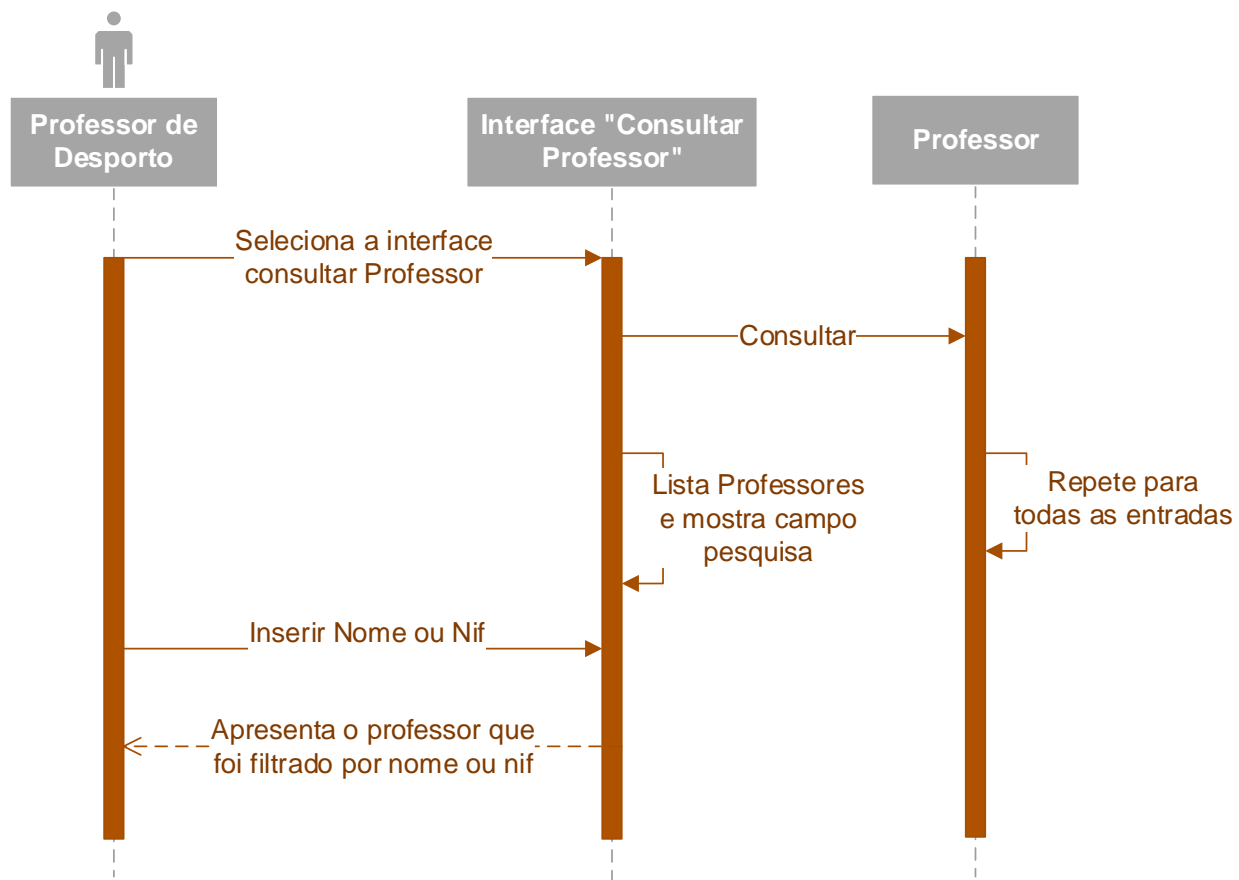 Professor de
Desporto
Interface "Consultar
Professor"
Professor
Seleciona a interface
consultar Professor
Consultar
Lista Professores
e mostra campo
pesquisa
Repete para
todas as entradas
Inserir Nome ou Nif
Apresenta o professor que
foi filtrado por nome ou nif